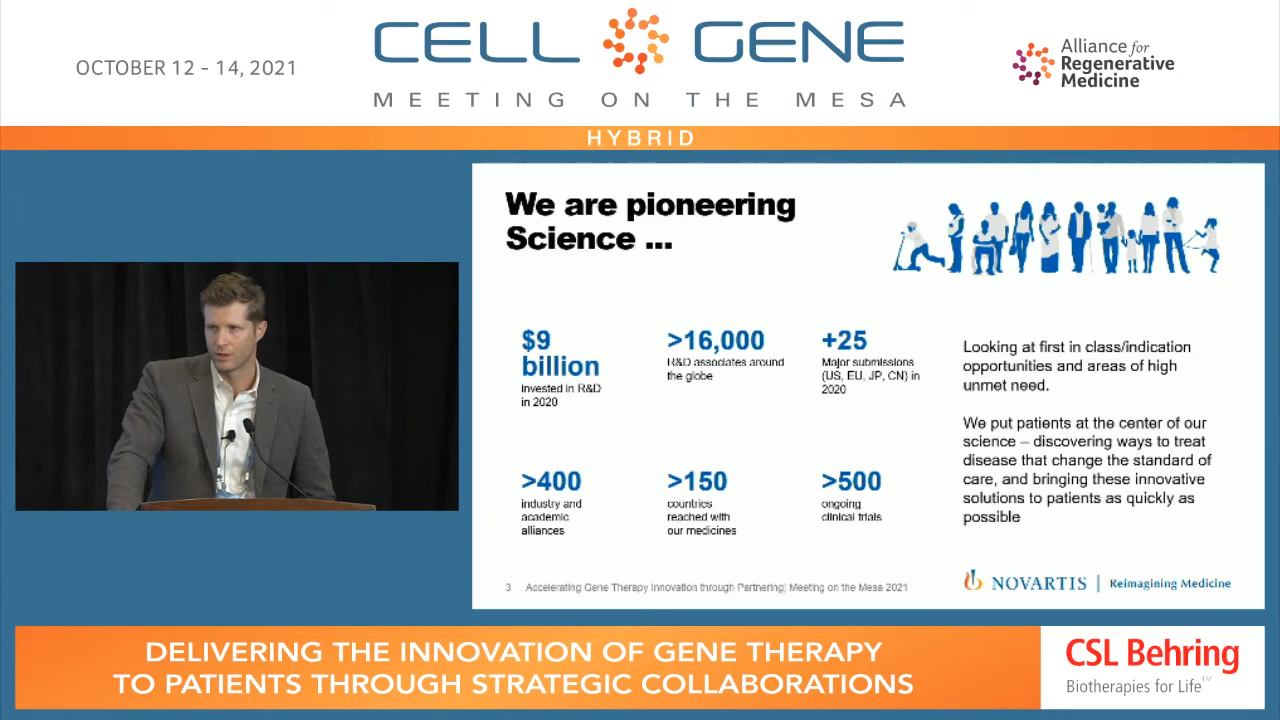 OCTOBER 12 - 14, 2021
CELL GENE
MEETING ON THE MESA
Alliance for
Regenerative
Medicine
HYBRID
We are pioneering
Science ...
$9
billion
invested in R&D
in 2020
>16,000
R&D associates around
the globe
+25
Major submissions
(US, EU, JP, CN) in
2020
>400
industry and
academic
alliances
>150
countries
reached with
our medicines
>500
ongoing
clinical trials
Looking at first in class/indication
opportunities and areas of high
unmet need.
We put patients at the center of our
science – discovering ways to treat
disease that change the standard of
care, and bringing these innovative
solutions to patients as quickly as
possible
3 Accelerating Gene Therapy Innovation through Partnering; Meeting on the Mesa 2021
NOVARTIS | Reimagining Medicine
DELIVERING THE INNOVATION OF GENE THERAPY
TO PATIENTS THROUGH STRATEGIC COLLABORATIONS
CSL Behring
Biotherapies for Life™